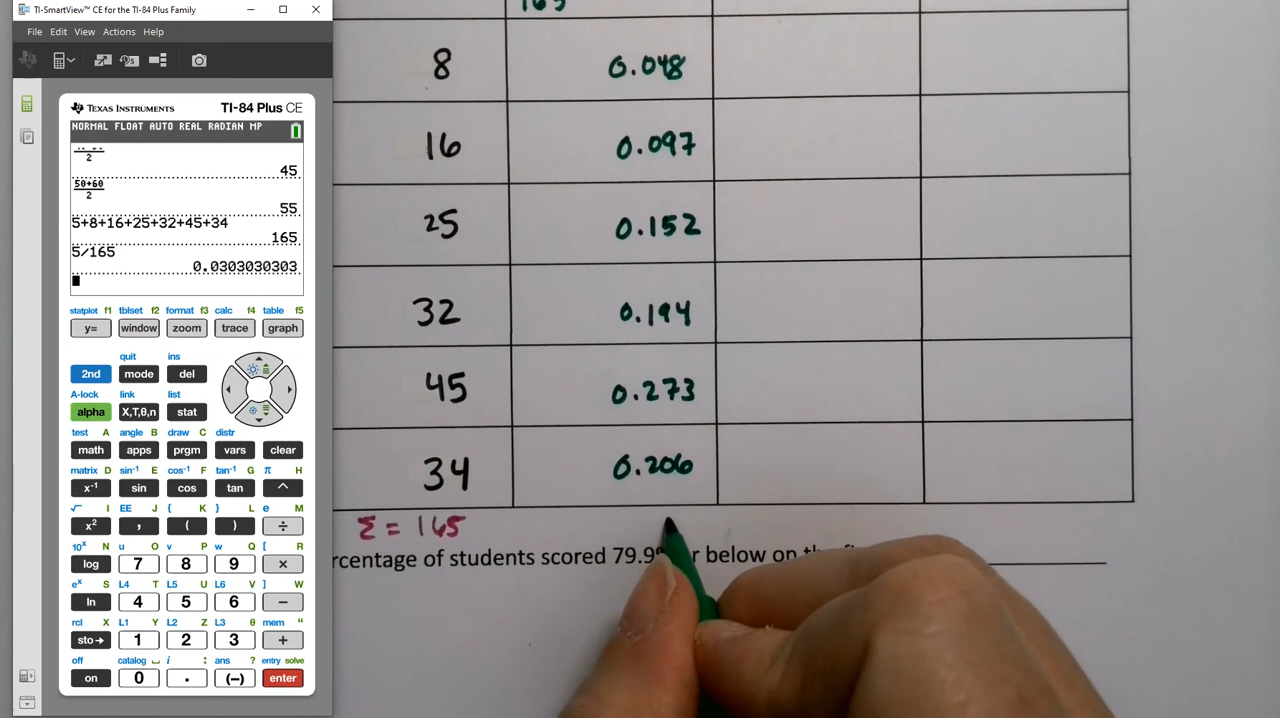 TI-SmartView™ CE for the TI-84 Plus Family
File Edit View Actions Help
TEXAS INSTRUMENTS TI-84 Plus CE
NORMAL FLOAT AUTO REAL RADIAN MP
2
45
50+60
2
55
5+8+16+25+32+45+34
165
5/165
0.0303030303
statplot f1 tblset f2 format f3 calc f4 table f5
y= window zoom trace graph
quit ins
2nd mode del
A-lock link list
alpha X,T,θ,n stat
test A angle B draw C distr
math apps prgm vars clear
matrix D sin⁻¹ E cos⁻¹ F tan⁻¹ G π H
x⁻¹ sin cos tan ^
√ I EE J { K } L e M
x² , ( ) ÷
10ˣ N u O v P w Q [ R
log 7 8 9 ×
eˣ S L4 T L5 U L6 V ] W
ln 4 5 6 −
rcl X L1 Y L2 Z L3 θ mem "
sto→ 1 2 3 +
off catalog i : ans ? entry solve
on 0 . (−) enter
165
8 0.048
16 0.097
25 0.152
32 0.194
45 0.273
34 0.206
Σ = 165
of students scored below on